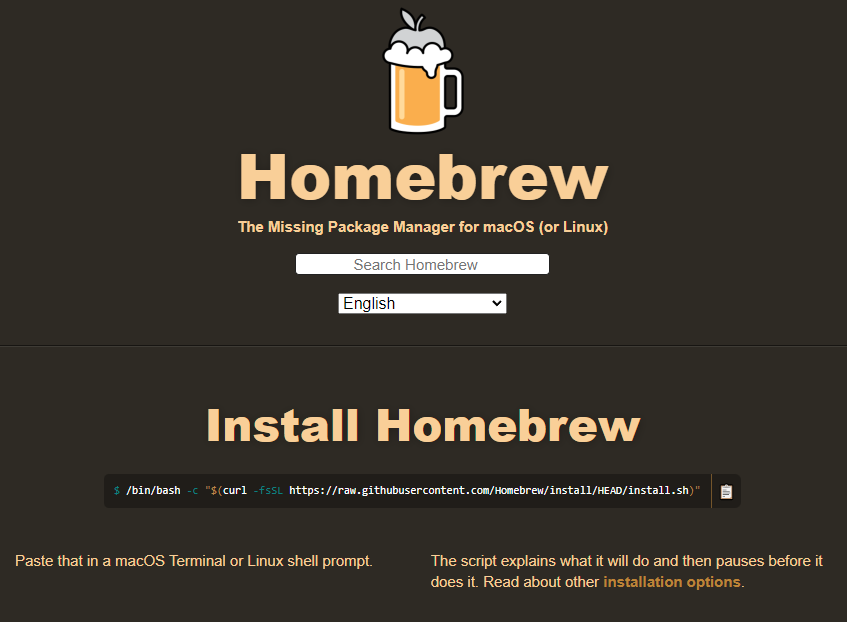 Homebrew
The Missing Package Manager for macOS (or Linux)
Search Homebrew
English
Install Homebrew
$ /bin/bash -c "$(curl -fsSL https://raw.githubusercontent.com/Homebrew/install/HEAD/install.sh)"
Paste that in a macOS Terminal or Linux shell prompt.
The script explains what it will do and then pauses before it
does it. Read about other installation options.